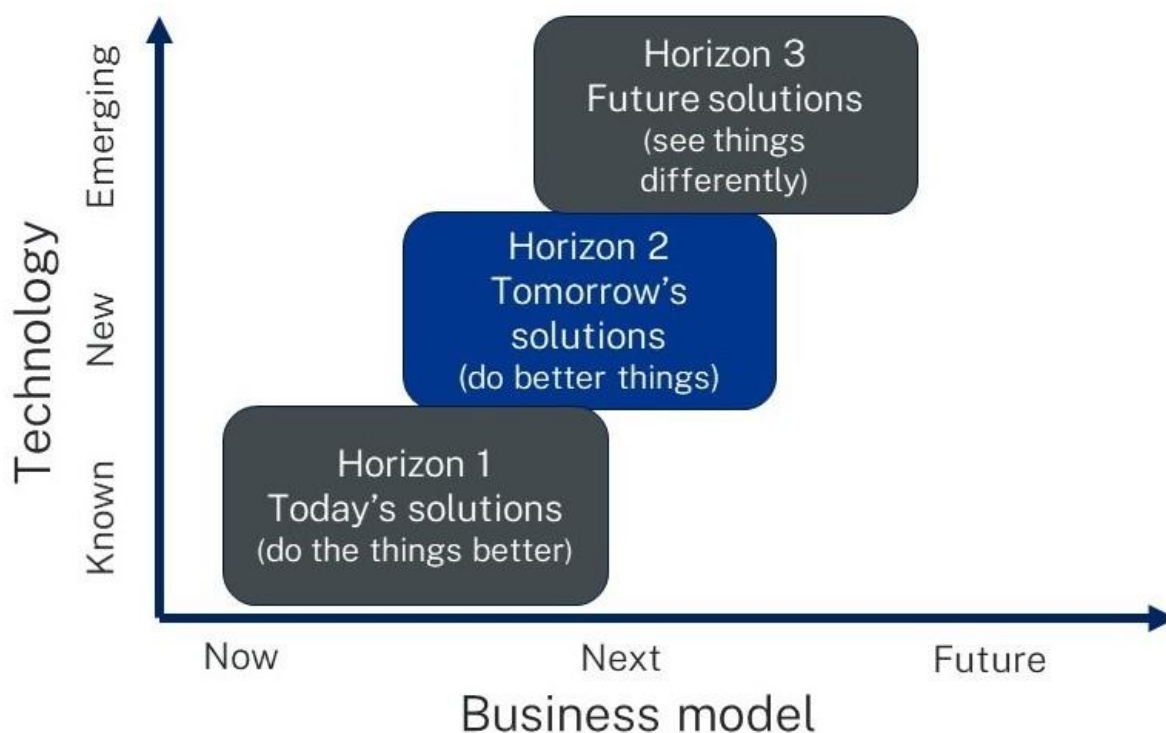 Technology
Emerging
New
Known
Horizon 3
Future solutions
(see things
differently)
Horizon 2
Tomorrow’s
solutions
(do better things)
Horizon 1
Today’s solutions
(do the things better)
Now
Next
Future
Business model